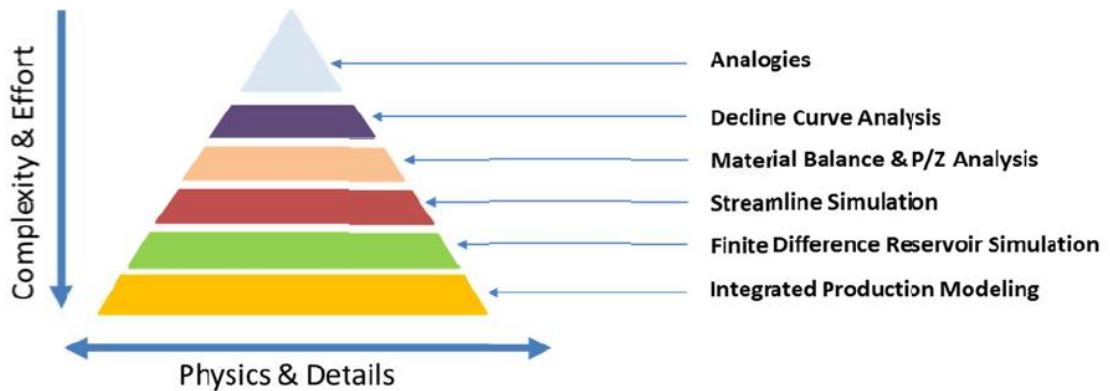 Complexity & Effort
Analogies
Decline Curve Analysis
Material Balance & P/Z Analysis
Streamline Simulation
Finite Difference Reservoir Simulation
Integrated Production Modeling
Physics & Details